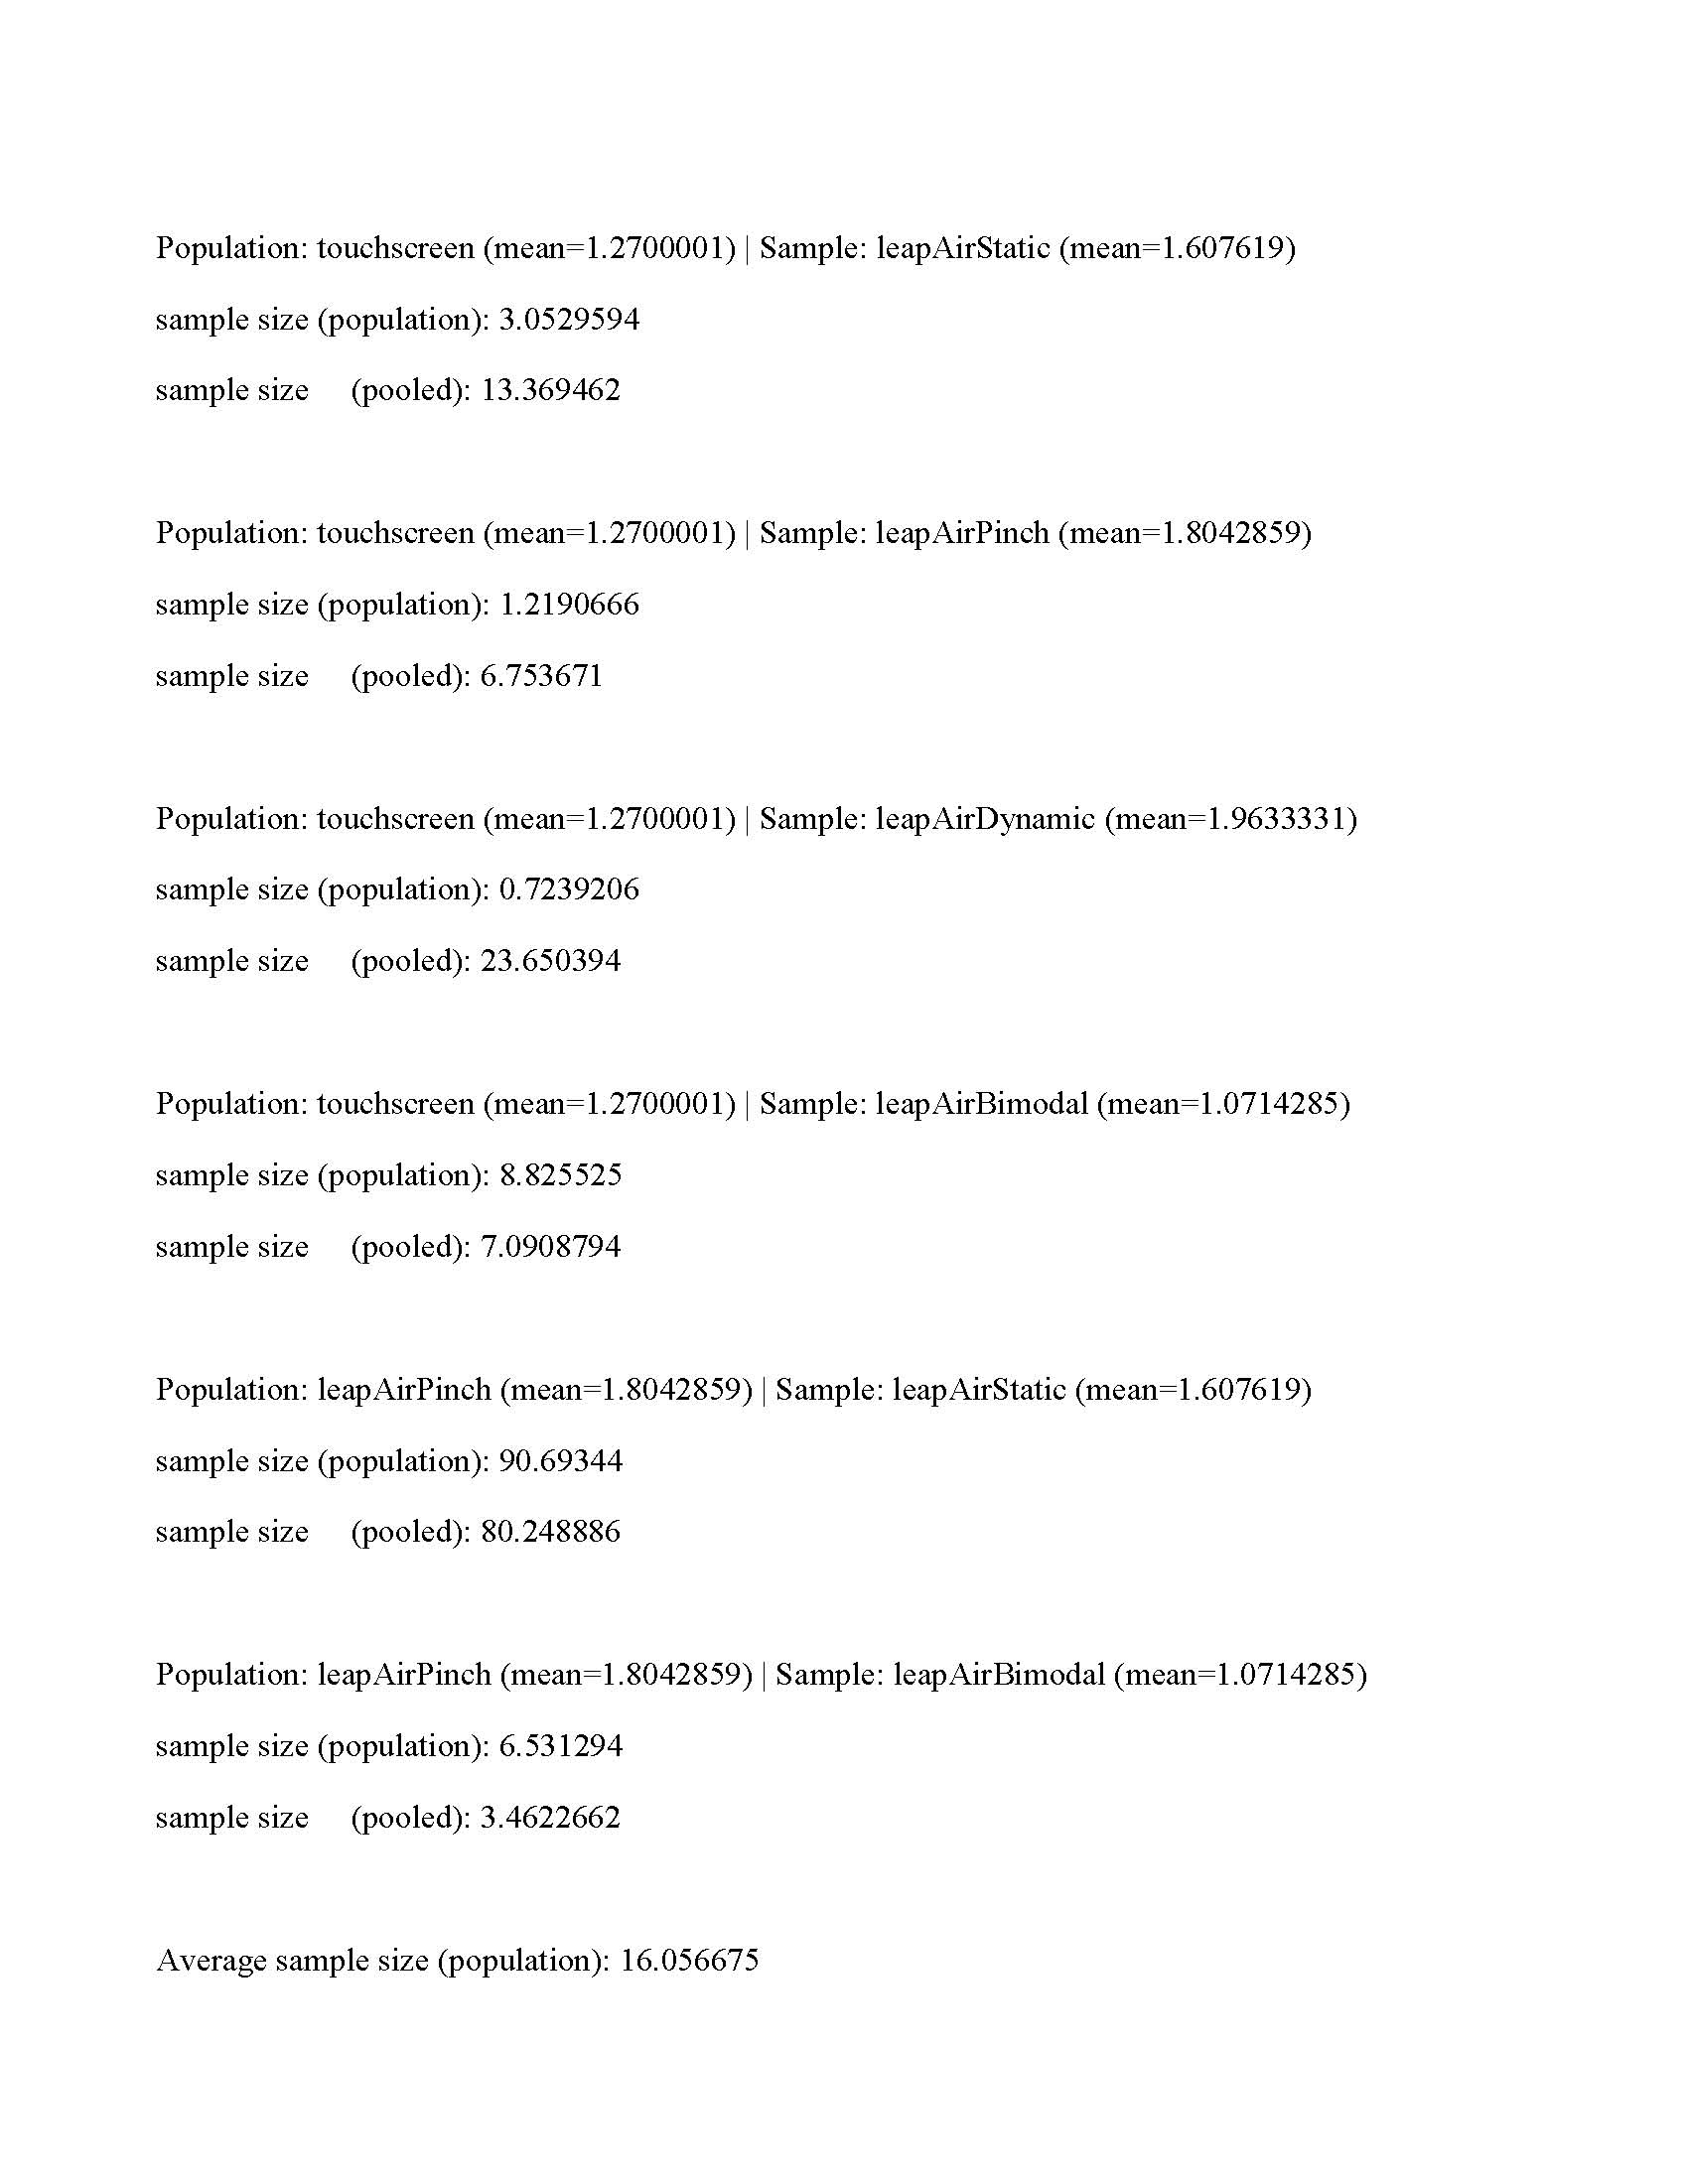 Population: touchscreen (mean=1.2700001) | Sample: leapAirStatic (mean=1.607619)
sample size (population): 3.0529594
sample size     (pooled): 13.369462
Population: touchscreen (mean=1.2700001) | Sample: leapAirPinch (mean=1.8042859)
sample size (population): 1.2190666
sample size     (pooled): 6.753671
Population: touchscreen (mean=1.2700001) | Sample: leapAirDynamic (mean=1.9633331)
sample size (population): 0.7239206
sample size     (pooled): 23.650394
Population: touchscreen (mean=1.2700001) | Sample: leapAirBimodal (mean=1.0714285)
sample size (population): 8.825525
sample size     (pooled): 7.0908794
Population: leapAirPinch (mean=1.8042859) | Sample: leapAirStatic (mean=1.607619)
sample size (population): 90.69344
sample size     (pooled): 80.248886
Population: leapAirPinch (mean=1.8042859) | Sample: leapAirBimodal (mean=1.0714285)
sample size (population): 6.531294
sample size     (pooled): 3.4622662
Average sample size (population): 16.056675